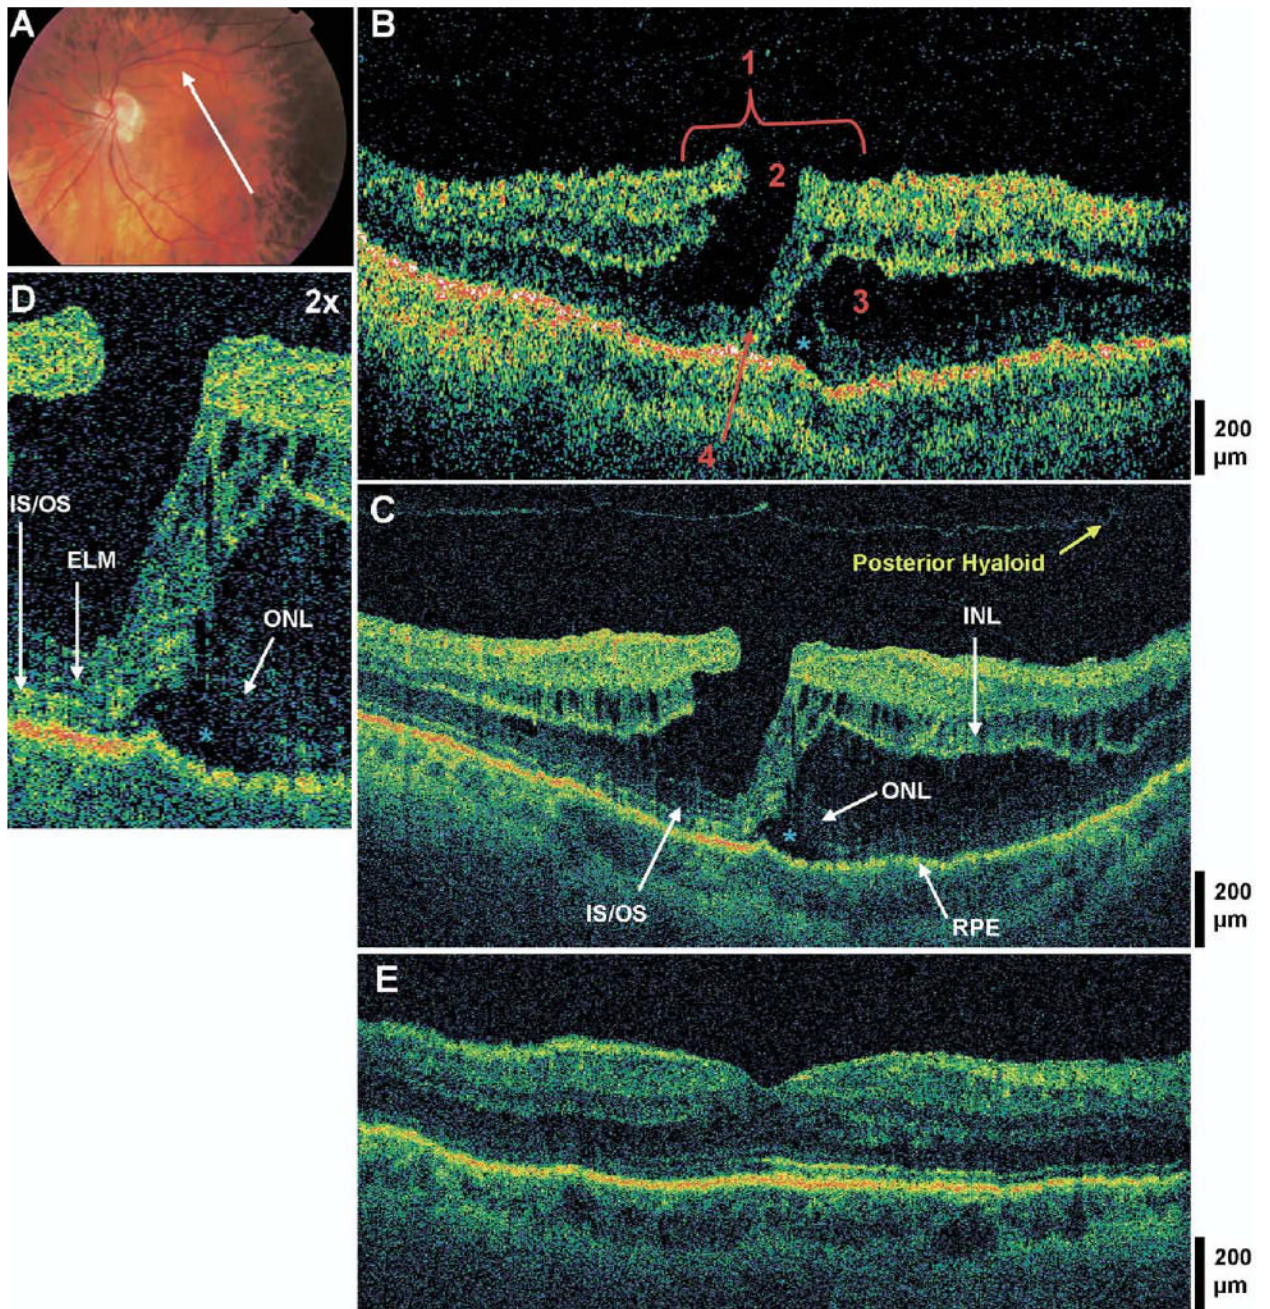 A
B
1
2
3
*
4
200
µm
D
2x
IS/OS
ELM
ONL
*
C
Posterior Hyaloid
INL
ONL
*
IS/OS
RPE
200
µm
E
200
µm